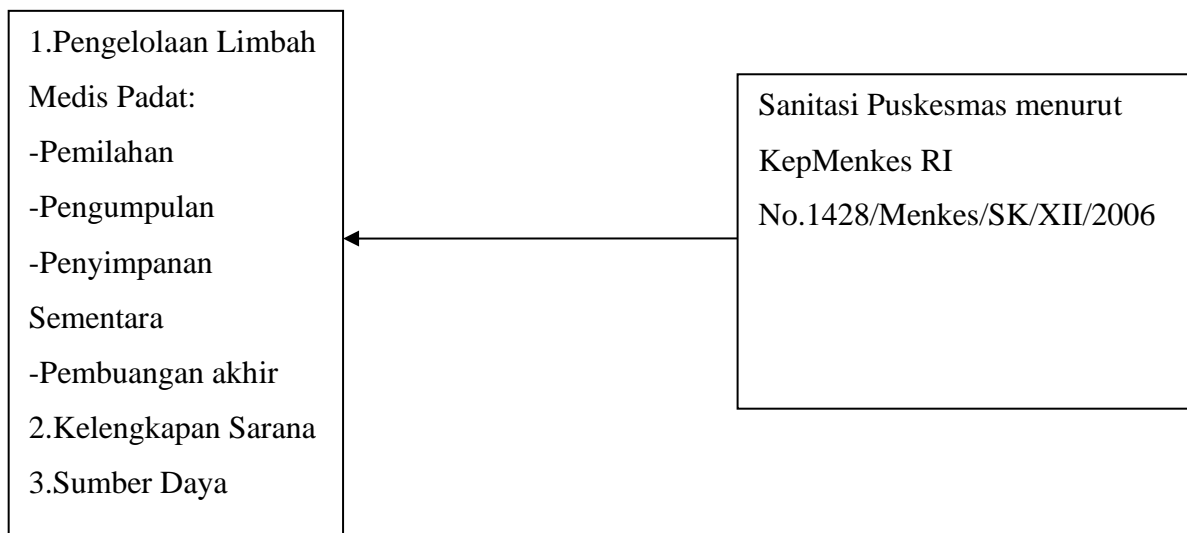 1.Pengelolaan Limbah
Medis Padat:
-Pemilahan
-Pengumpulan
-Penyimpanan
Sementara
-Pembuangan akhir
2.Kelengkapan Sarana
3.Sumber Daya
Sanitasi Puskesmas menurut
KepMenkes RI
No.1428/Menkes/SK/XII/2006